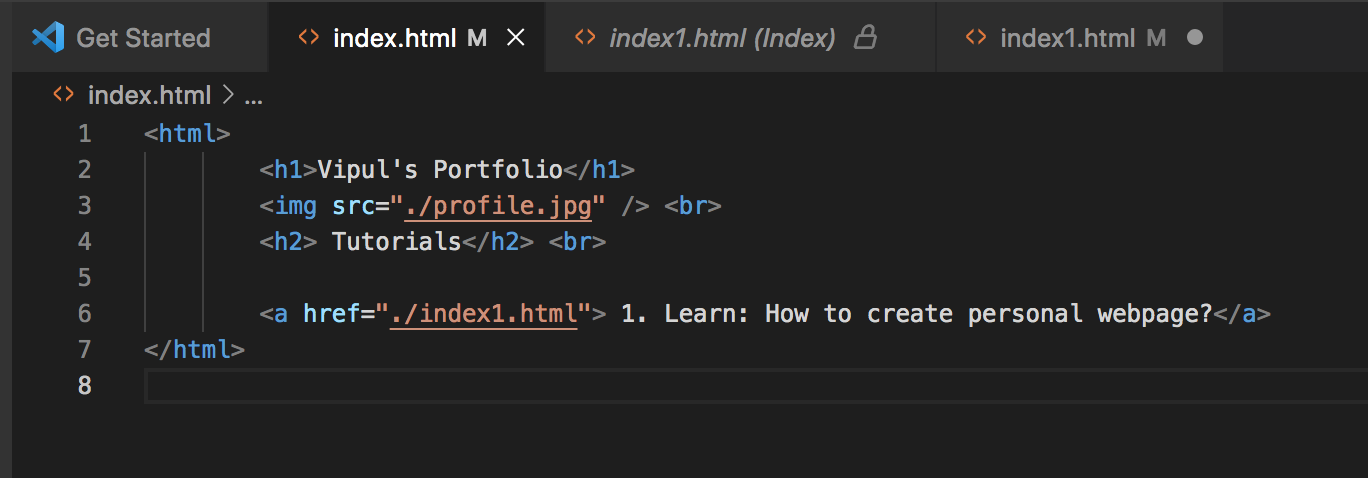 Get Started index.html M index1.html (Index) index1.html M
index.html > ...
1 <html>
2 <h1>Vipul's Portfolio</h1>
3 <img src="./profile.jpg" /> <br>
4 <h2> Tutorials</h2> <br>
5
6 <a href="./index1.html"> 1. Learn: How to create personal webpage?</a>
7 </html>
8